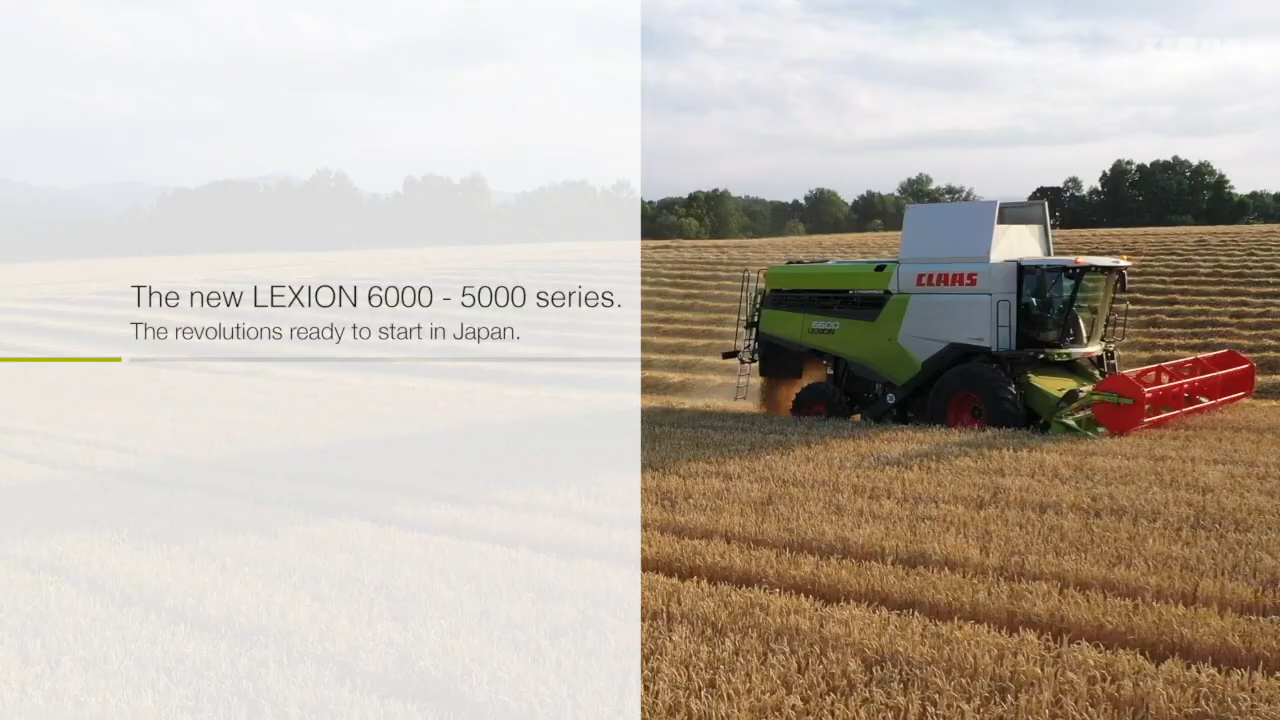 The new LEXION 6000 - 5000 series.
The revolutions ready to start in Japan.
CLAAS
6600
LEXION